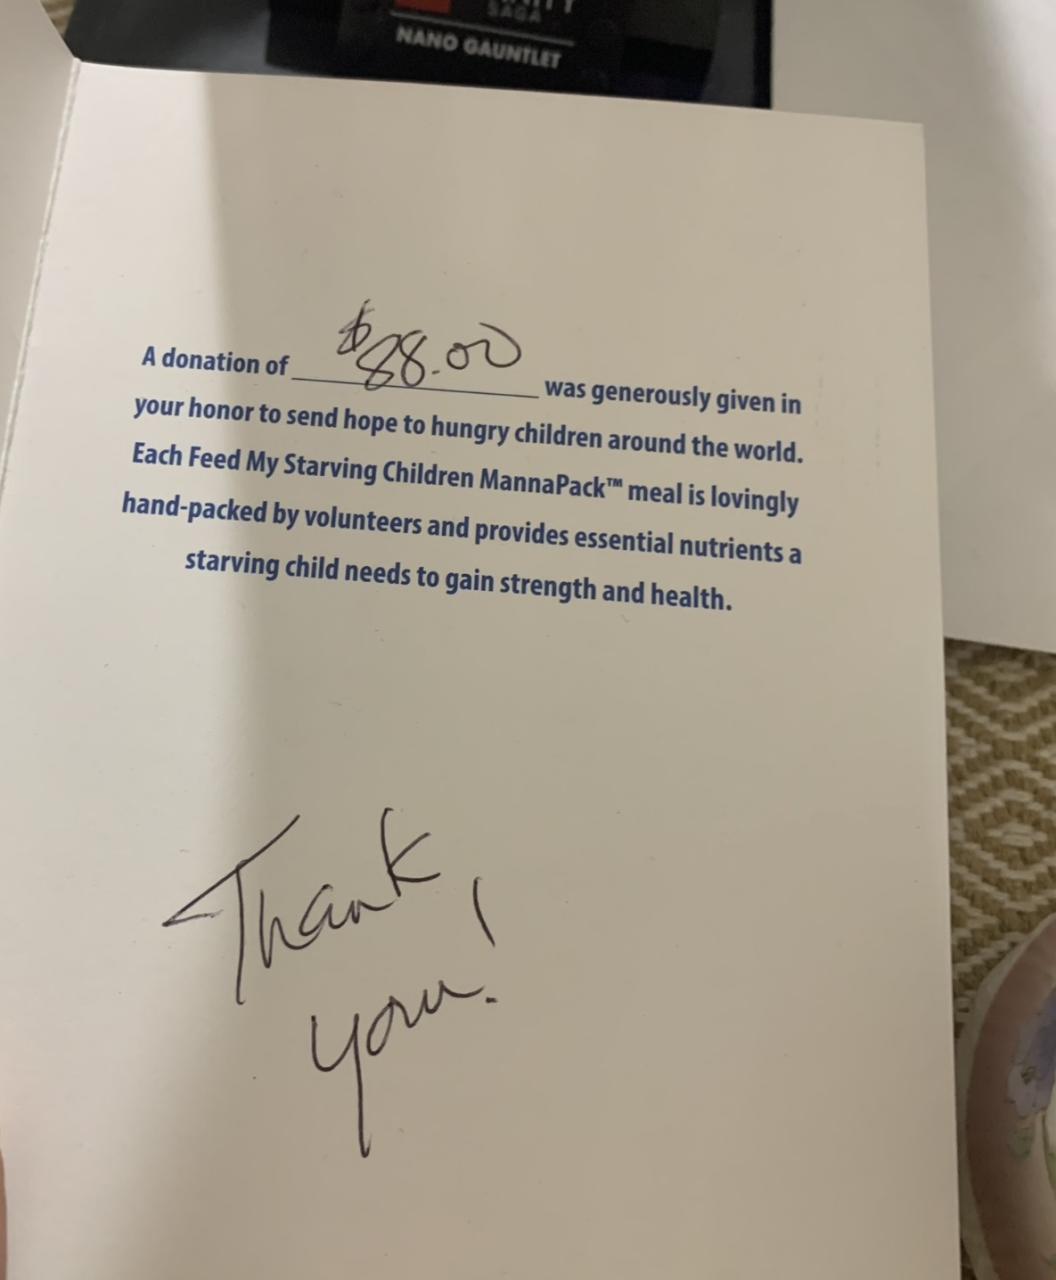 SAGA
NANO GAUNTLET
A donation of $88.00 was generously given in
your honor to send hope to hungry children around the world.
Each Feed My Starving Children MannaPack™ meal is lovingly
hand-packed by volunteers and provides essential nutrients a
starving child needs to gain strength and health.
Thank
you!